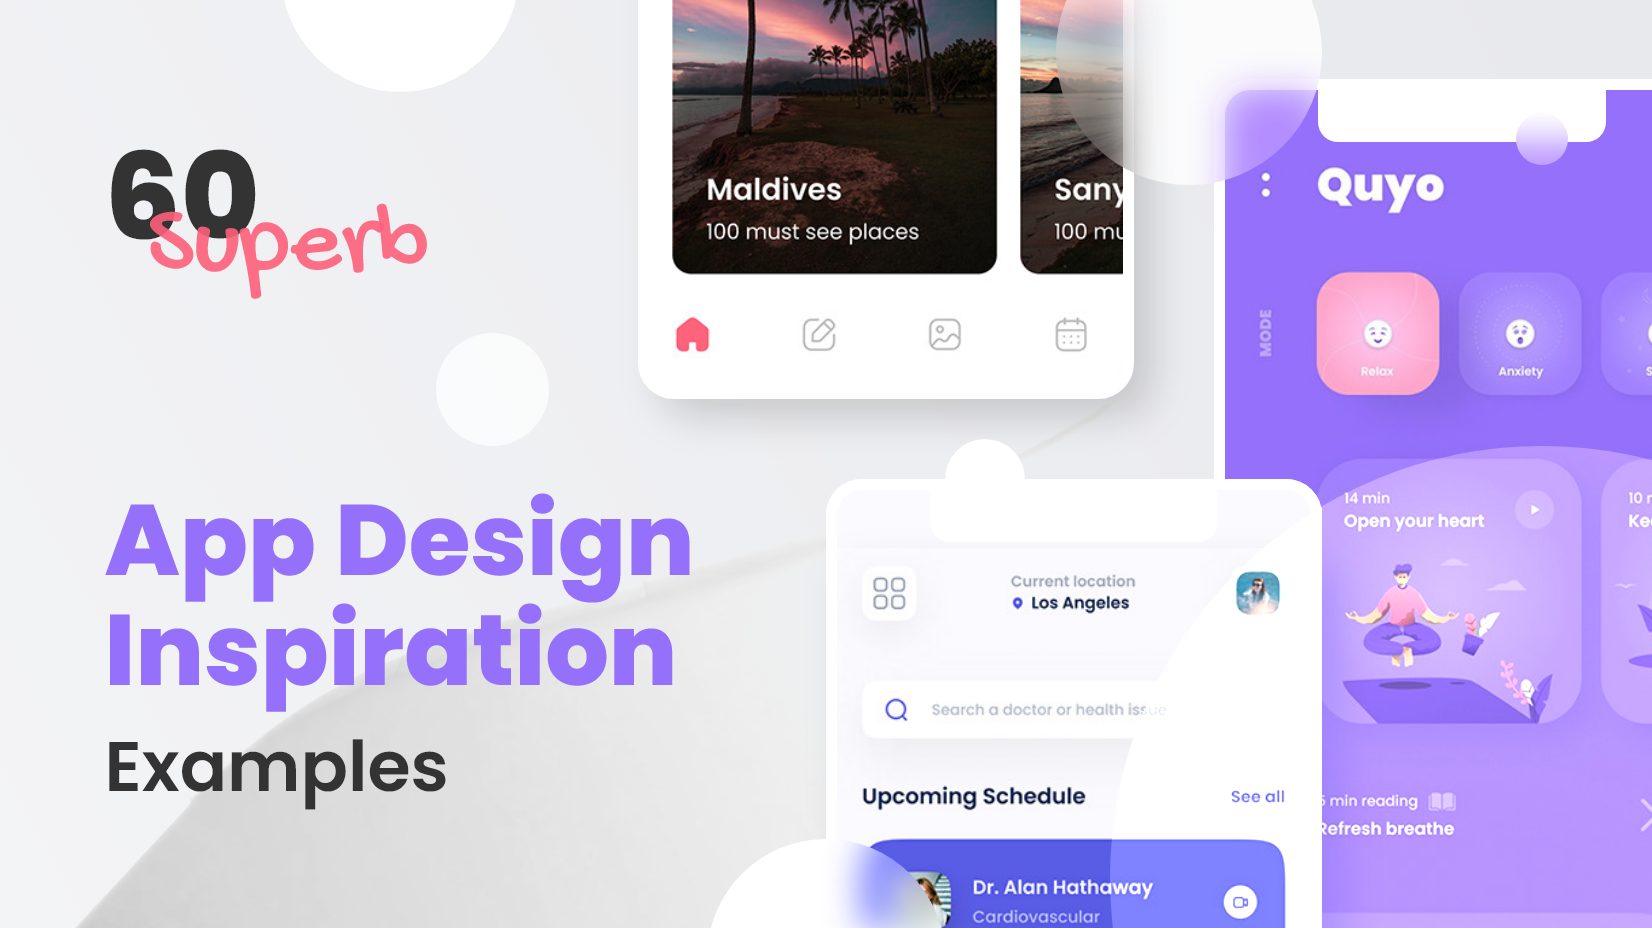 60
superb
App Design
Inspiration
Examples
Maldives
100 must see places
Sany
100 mu
Quyo
MODE
Relax
Anxiety
S
14 min
Open your heart
10 m
Ke
5 min reading
Refresh breathe
Current location
Los Angeles
Search a doctor or health issue
Upcoming Schedule
See all
Dr. Alan Hathaway
Cardiovascular